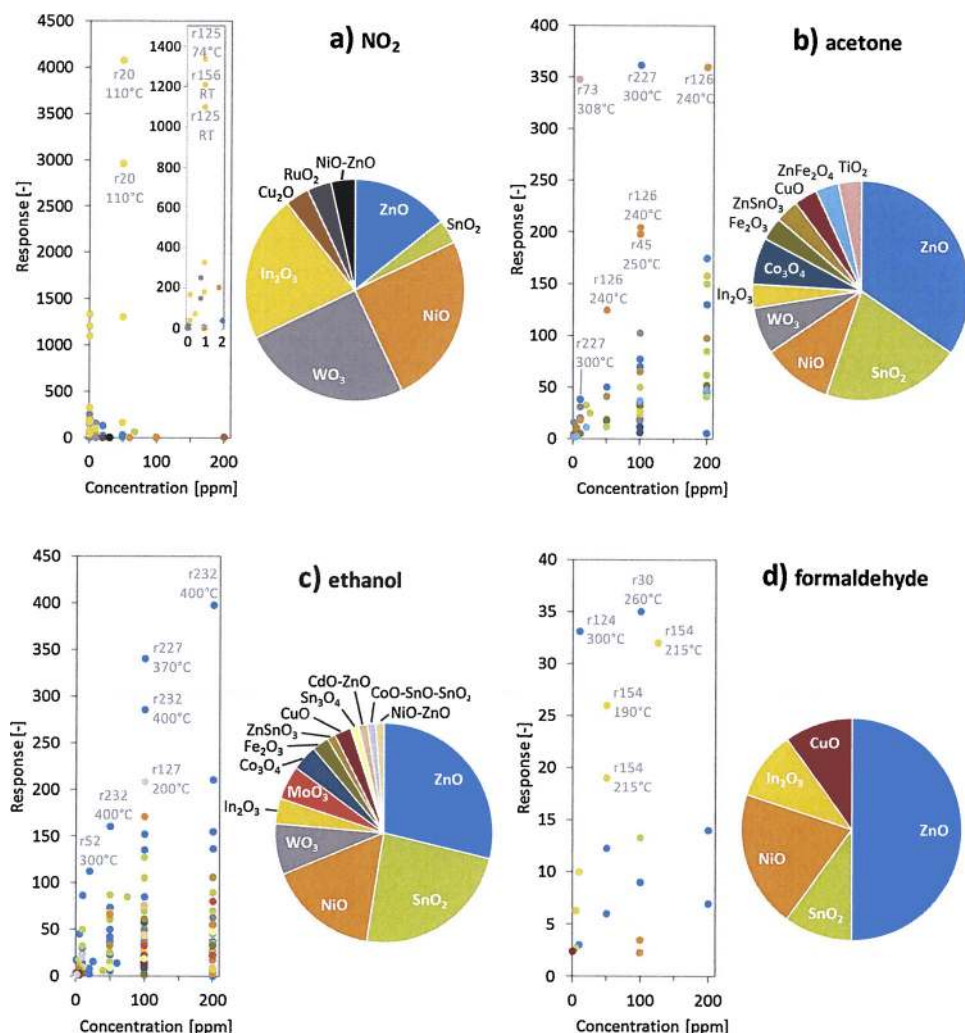 a) NO₂
4500
4000
3500
3000
2500
2000
1500
1000
500
0
Response [-]
0
100
200
Concentration [ppm]
r20
110°C
r20
110°C
1400
1200
1000
800
600
400
200
0
0 1 2
r125
74°C
r156
RT
r125
RT
NiO-ZnO
RuO₂
Cu₂O
ZnO
SnO₂
In₂O₃
NiO
WO₃
b) acetone
400
350
300
250
200
150
100
50
0
Response [-]
0
100
200
Concentration [ppm]
r73
308°C
r227
300°C
r126
240°C
r126
240°C
r45
250°C
r126
240°C
r227
300°C
ZnFe₂O₄
TiO₂
CuO
ZnSnO₃
Fe₂O₃
Co₃O₄
In₂O₃
WO₃
NiO
SnO₂
ZnO
c) ethanol
450
400
350
300
250
200
150
100
50
0
Response [-]
0
100
200
Concentration [ppm]
r232
400°C
r227
370°C
r232
400°C
r127
200°C
r232
400°C
r52
300°C
CdO-ZnO
CoO-SnO-SnO₂
Sn₃O₄
NiO-ZnO
CuO
ZnSnO₃
Fe₂O₃
Co₃O₄
MoO₃
In₂O₃
WO₃
NiO
SnO₂
ZnO
d) formaldehyde
40
35
30
25
20
15
10
5
0
Response [-]
0
100
200
Concentration [ppm]
r30
260°C
r124
300°C
r154
215°C
r154
190°C
r154
215°C
CuO
In₂O₃
ZnO
NiO
SnO₂